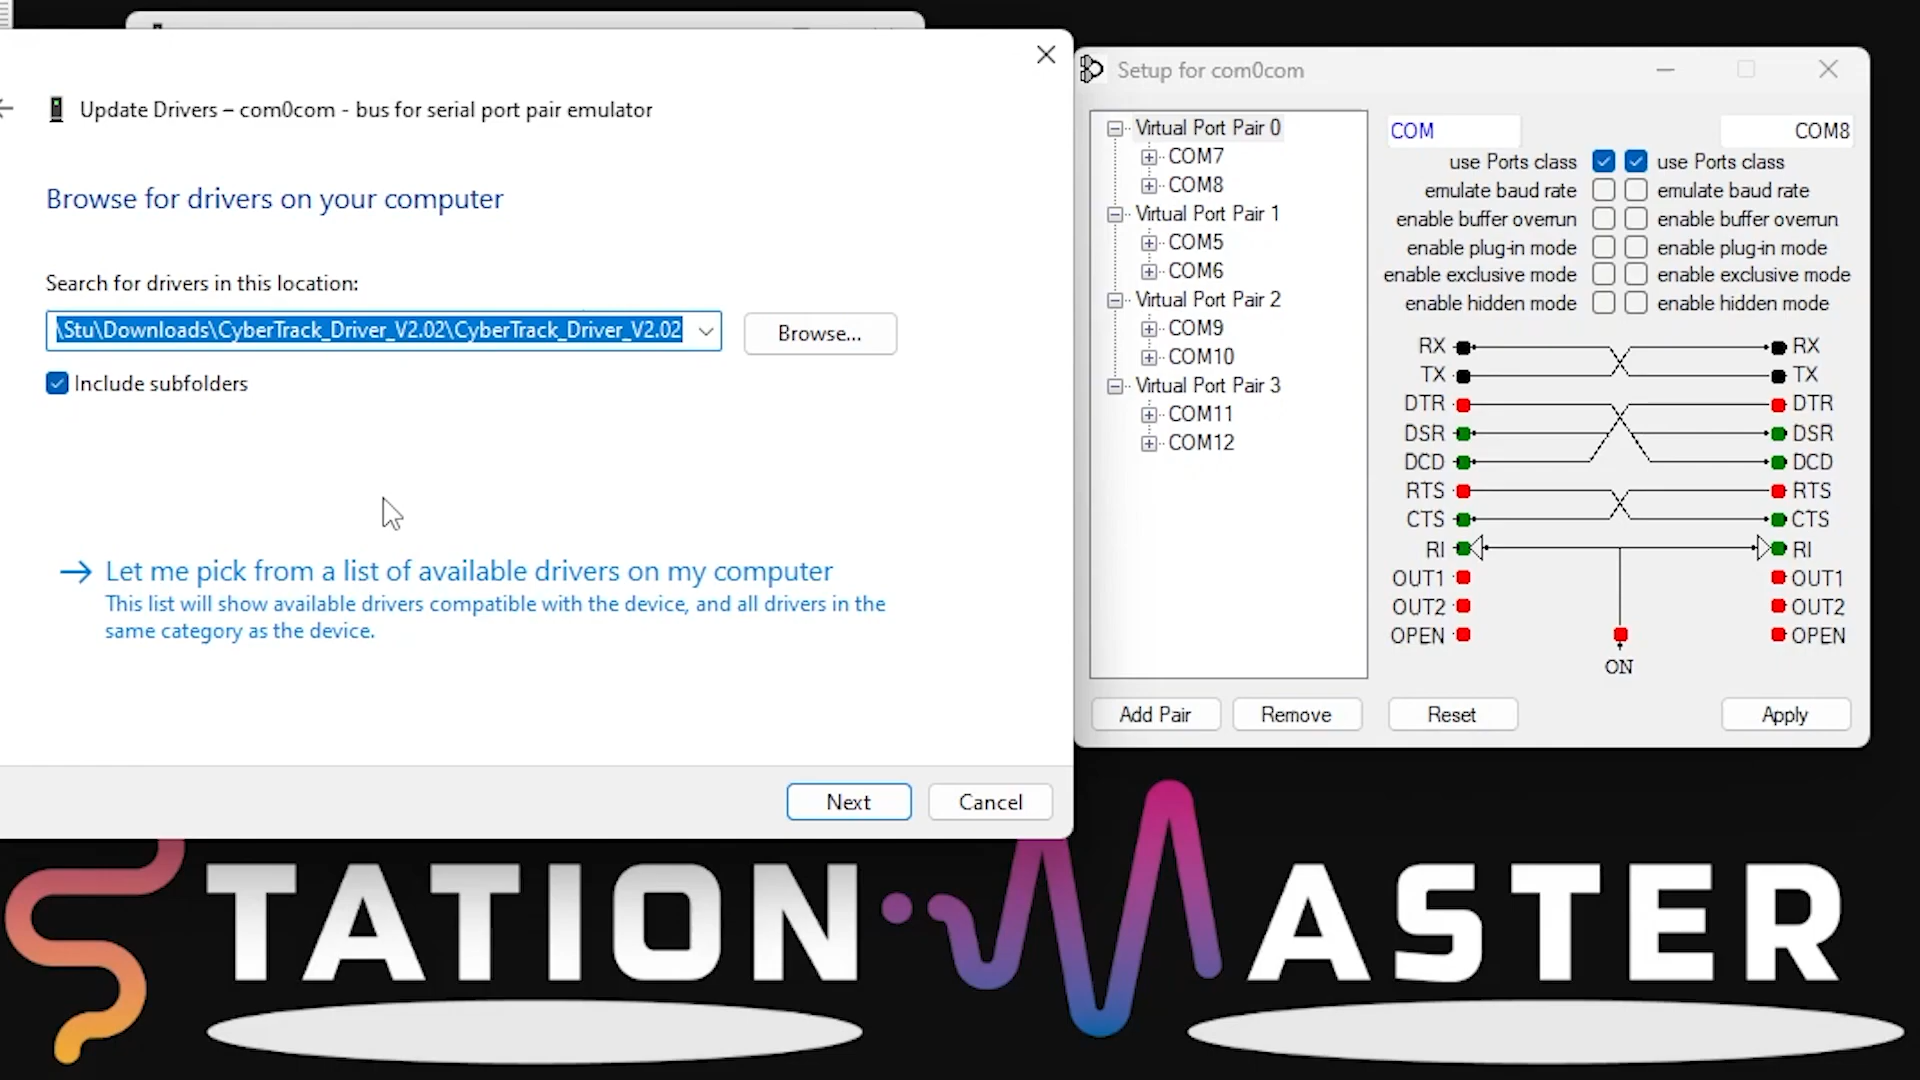 Update Drivers – com0com - bus for serial port pair emulator
Browse for drivers on your computer
Search for drivers in this location:
\Stu\Downloads\CyberTrack_Driver_V2.02\CyberTrack_Driver_V2.02
Browse...
Include subfolders
Let me pick from a list of available drivers on my computer
This list will show available drivers compatible with the device, and all drivers in the
same category as the device.
Next
Cancel
Setup for com0com
Virtual Port Pair 0
COM7
COM8
Virtual Port Pair 1
COM5
COM6
Virtual Port Pair 2
COM9
COM10
Virtual Port Pair 3
COM11
COM12
COM
COM8
use Ports class
use Ports class
emulate baud rate
emulate baud rate
enable buffer overrun
enable buffer overrun
enable plug-in mode
enable plug-in mode
enable exclusive mode
enable exclusive mode
enable hidden mode
enable hidden mode
RX
RX
TX
TX
DTR
DTR
DSR
DSR
DCD
DCD
RTS
RTS
CTS
CTS
RI
RI
OUT1
OUT1
OUT2
OUT2
OPEN
OPEN
ON
Add Pair
Remove
Reset
Apply
STATION MASTER